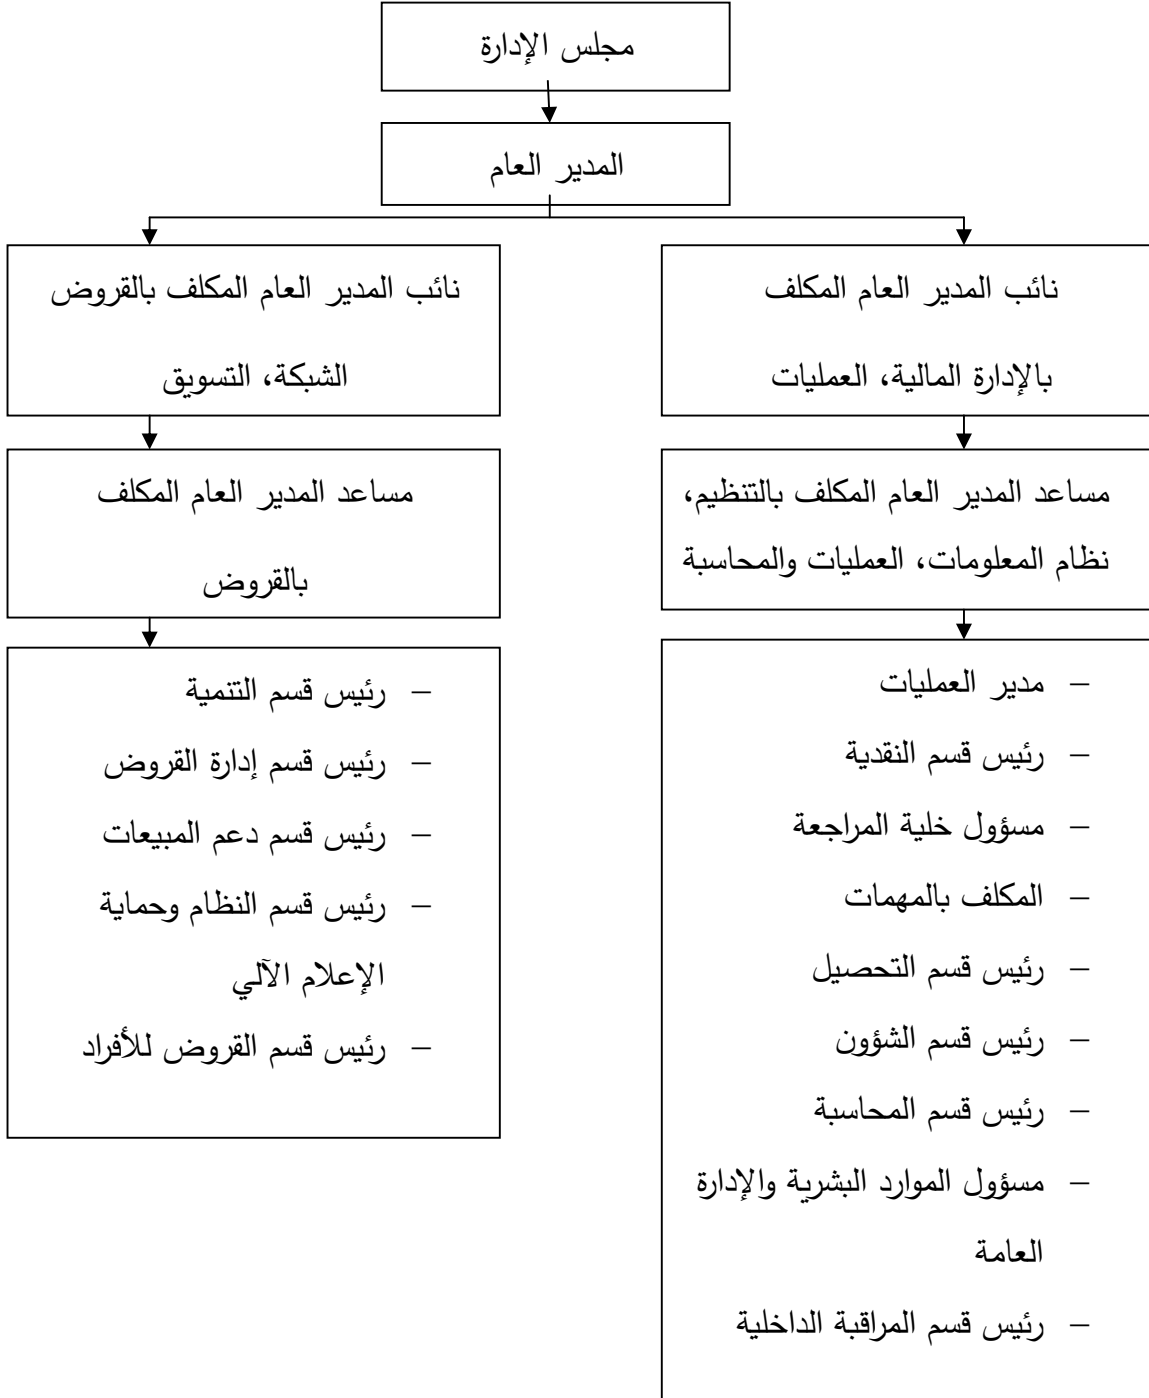 مجلس الإدارة
المدير العام
نائب المدير العام المكلف
بالإدارة المالية، العمليات
نائب المدير العام المكلف بالقروض
الشبكة، التسويق
مساعد المدير العام المكلف بالتنظيم،
نظام المعلومات، العمليات والمحاسبة
مساعد المدير العام المكلف
بالقروض
– مدير العمليات
– رئيس قسم النقدية
– مسؤول خلية المراجعة
– المكلف بالمهمات
– رئيس قسم التحصيل
– رئيس قسم الشؤون
– رئيس قسم المحاسبة
– مسؤول الموارد البشرية والإدارة
العامة
– رئيس قسم المراقبة الداخلية
– رئيس قسم التنمية
– رئيس قسم إدارة القروض
– رئيس قسم دعم المبيعات
– رئيس قسم النظام وحماية
الإعلام الآلي
– رئيس قسم القروض للأفراد